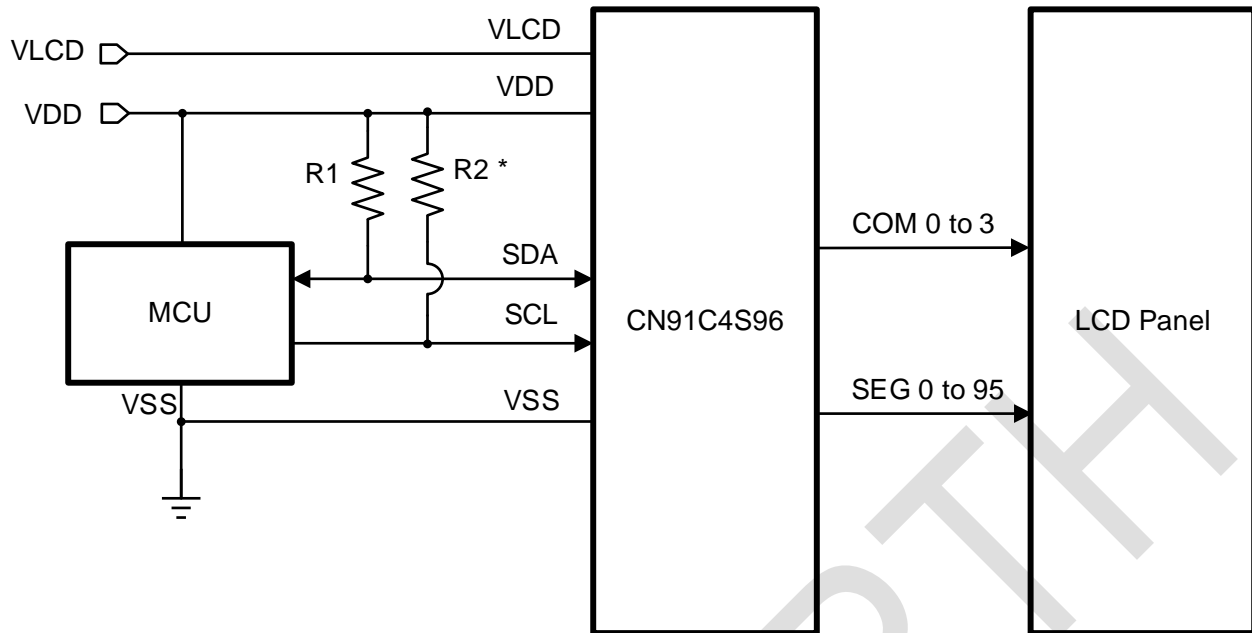 VLCD
VLCD
VDD
VDD
R1
R2 *
COM 0 to 3
SDA
MCU
SCL
CN91C4S96
LCD Panel
SEG 0 to 95
VSS
VSS
PTH